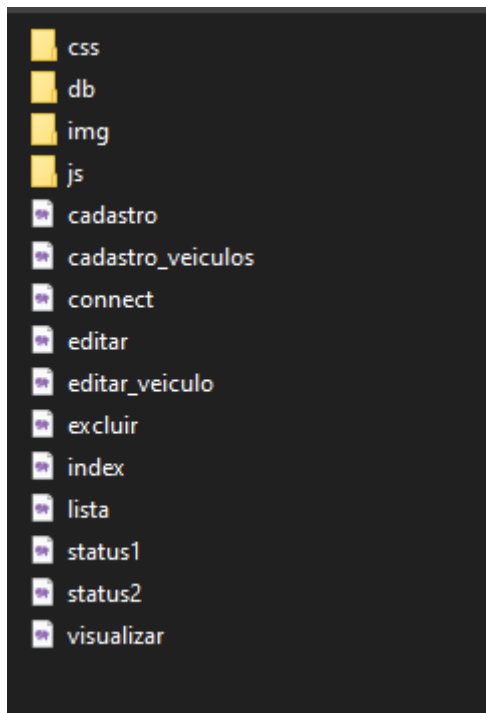 css
db
img
js
cadastro
cadastro_veiculos
connect
editar
editar_veiculo
excluir
index
lista
status1
status2
visualizar